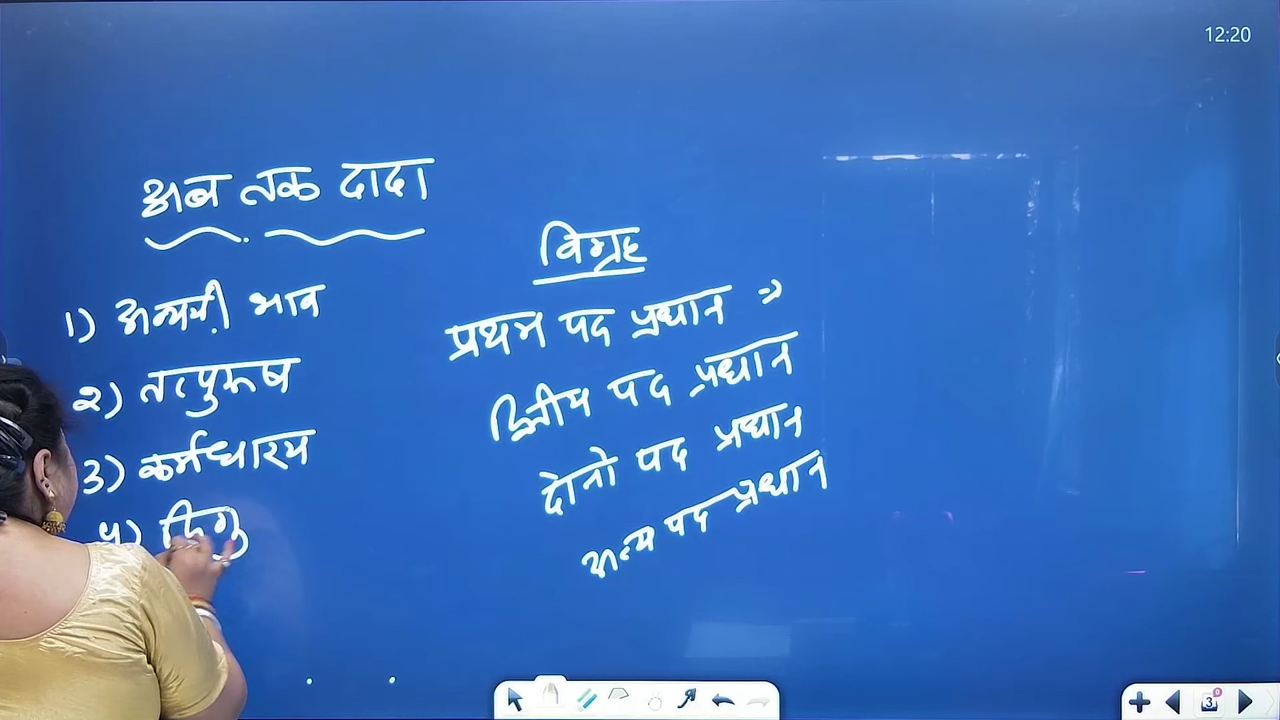 12:20
अब तक दादा
विग्रह
1) अव्ययी भाव
प्रथम पद प्रधान →
2) तत्पुरूष
द्वितीय पद प्रधान
3) कर्मधारय
दोनो पद प्रधान
4) द्विगु
अन्य पद प्रधान
3